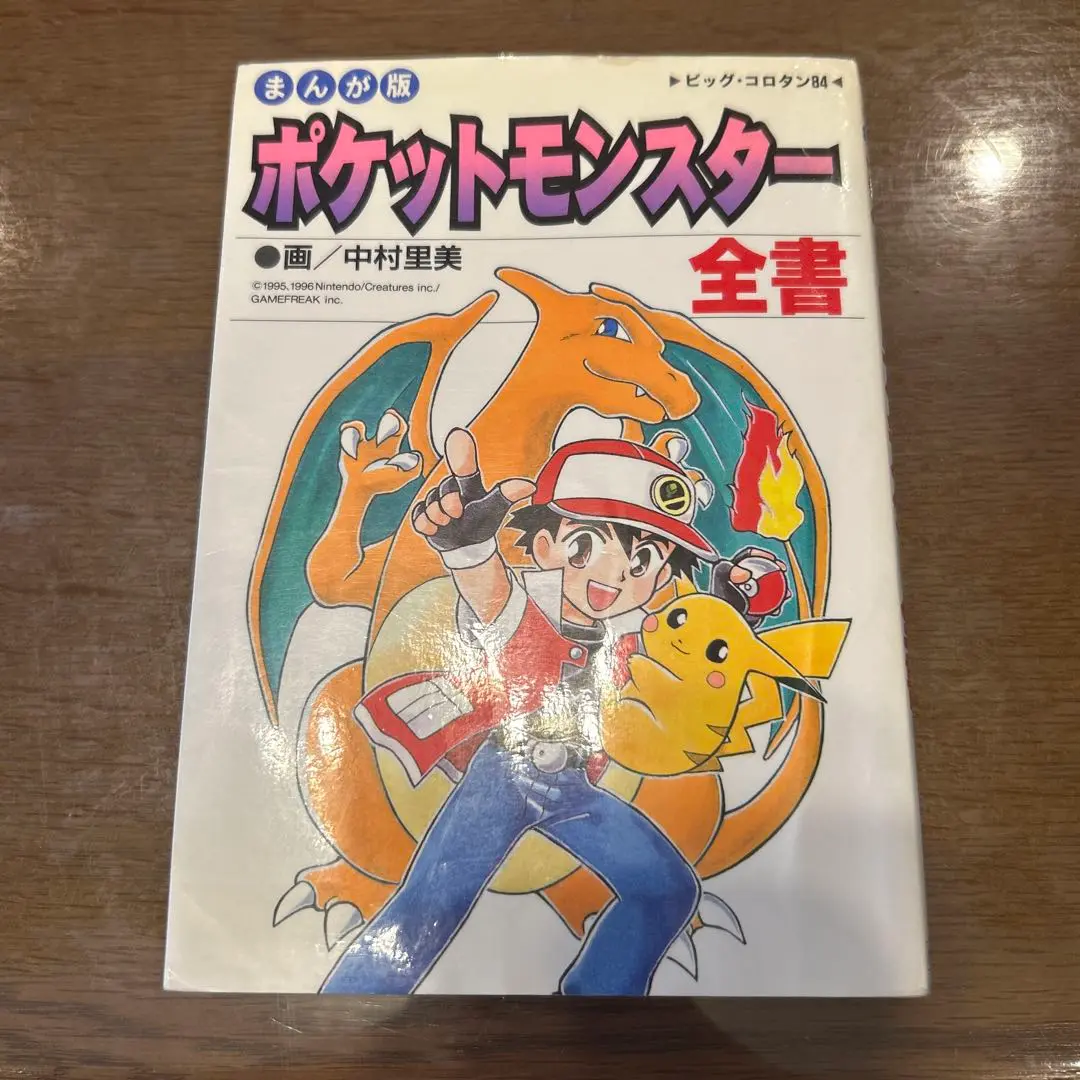 まんが版
▶ビッグ・コロタン84◀
ポケットモンスター
全書
●画／中村里美
©1995、1996 Nintendo/Creatures inc./
GAMEFREAK inc.